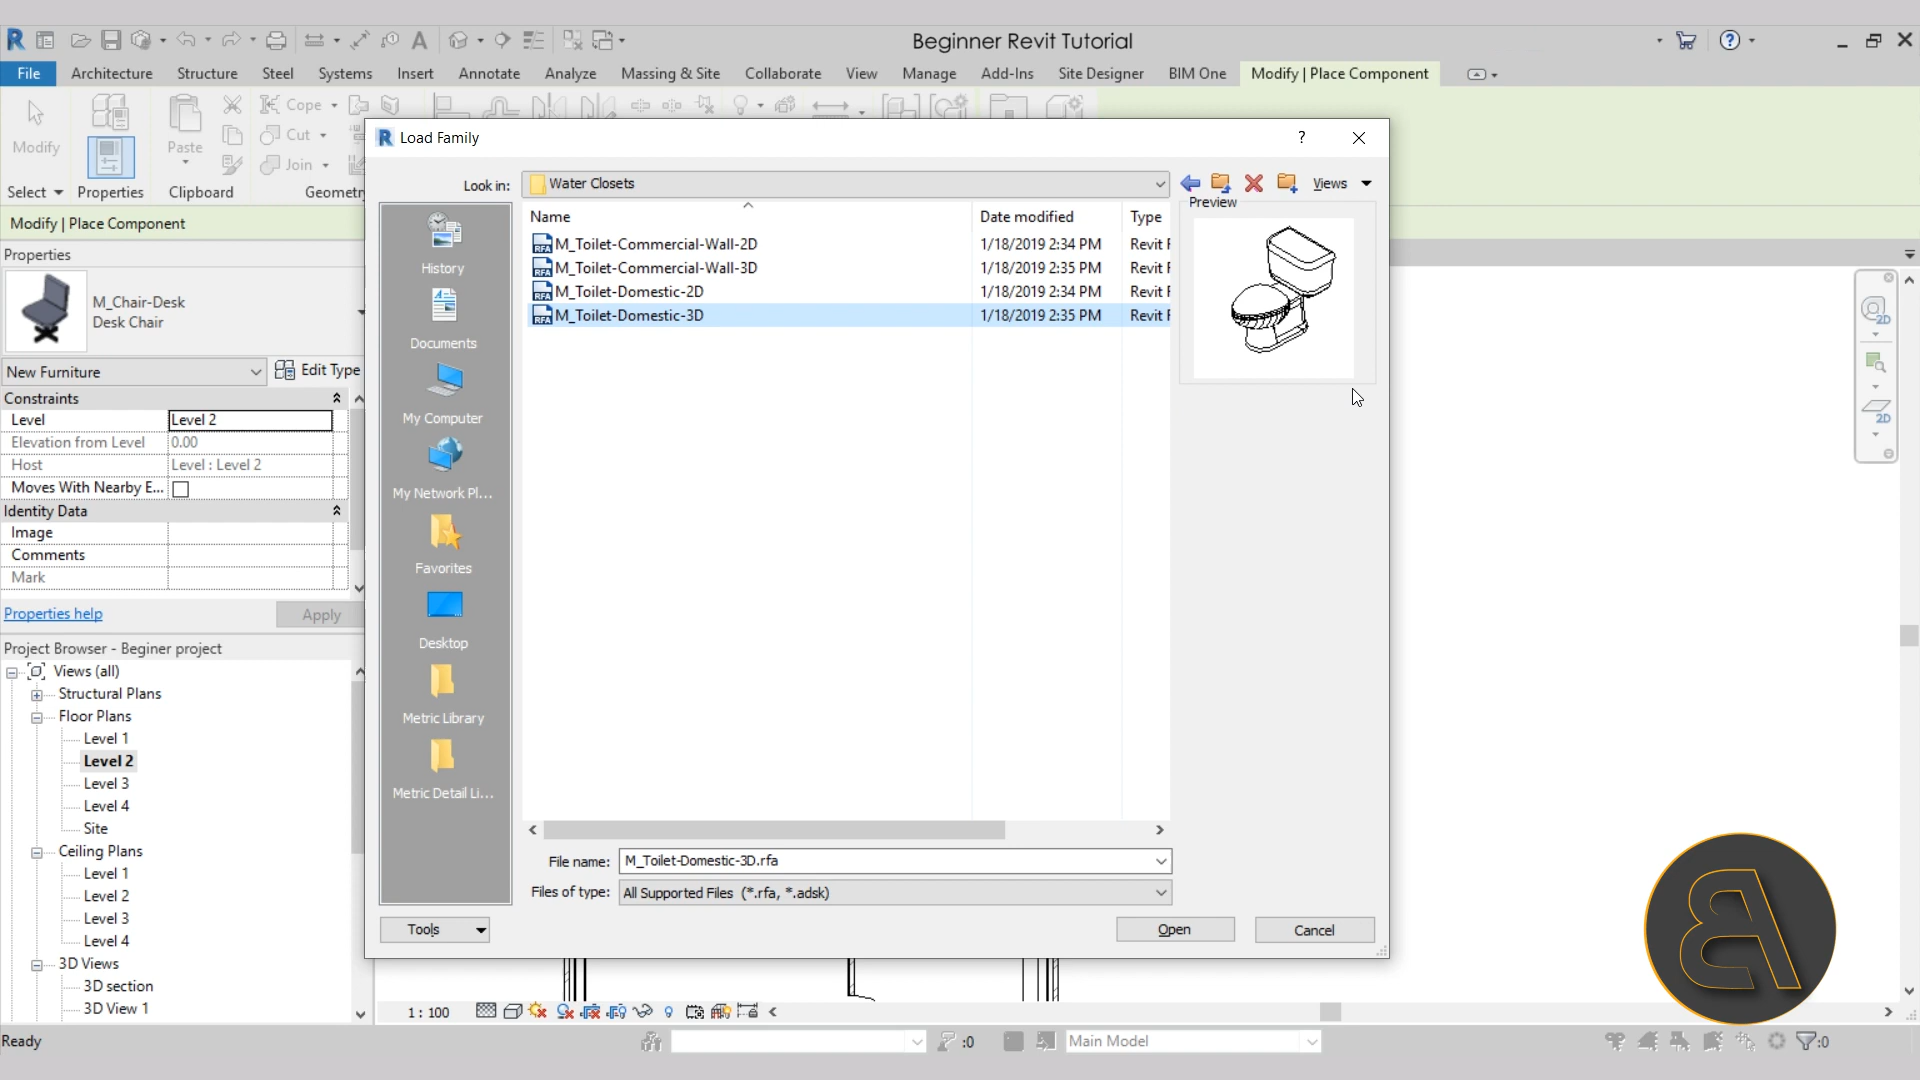 Beginner Revit Tutorial
File Architecture Structure Steel Systems Insert Annotate Analyze Massing & Site Collaborate View Manage Add-Ins Site Designer BIM One Modify | Place Component
Modify
Paste
Cope
Cut
Join
Select Properties Clipboard Geometry
Modify | Place Component
Load Family
Look in: Water Closets
Views
Name Date modified Type
Preview
M_Toilet-Commercial-Wall-2D 1/18/2019 2:34 PM Revit F
M_Toilet-Commercial-Wall-3D 1/18/2019 2:35 PM Revit F
M_Toilet-Domestic-2D 1/18/2019 2:34 PM Revit F
M_Toilet-Domestic-3D 1/18/2019 2:35 PM Revit F
History
Documents
My Computer
My Network Pl...
Favorites
Desktop
Metric Library
Metric Detail Li...
File name: M_Toilet-Domestic-3D.rfa
Files of type: All Supported Files (*.rfa, *.adsk)
Tools Open Cancel
Properties
M_Chair-Desk
Desk Chair
New Furniture Edit Type
Constraints
Level Level 2
Elevation from Level 0.00
Host Level : Level 2
Moves With Nearby E...
Identity Data
Image
Comments
Mark
Properties help Apply
Project Browser - Beginer project
Views (all)
Structural Plans
Floor Plans
Level 1
Level 2
Level 3
Level 4
Site
Ceiling Plans
Level 1
Level 2
Level 3
Level 4
3D Views
3D section
3D View 1
2D
2D
1 : 100
Ready
:0
Main Model
:0